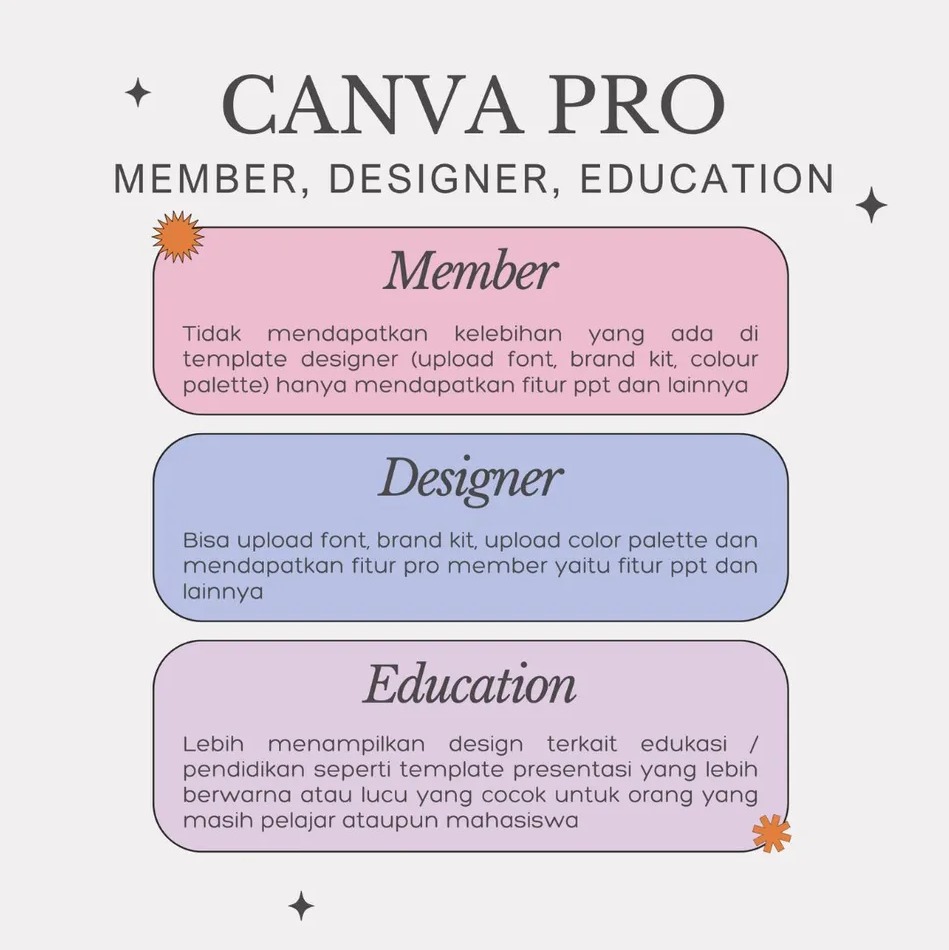 CANVA PRO
MEMBER, DESIGNER, EDUCATION
Member
Tidak mendapatkan kelebihan yang ada di
template designer (upload font, brand kit, colour
palette) hanya mendapatkan fitur ppt dan lainnya
Designer
Bisa upload font, brand kit, upload color palette dan
mendapatkan fitur pro member yaitu fitur ppt dan
lainnya
Education
Lebih menampilkan design terkait edukasi /
pendidikan seperti template presentasi yang lebih
berwarna atau lucu yang cocok untuk orang yang
masih pelajar ataupun mahasiswa